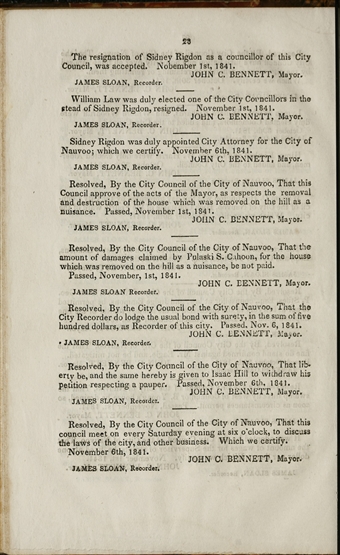 23
The resignation of Sidney Rigdon as a councillor of this City
Council, was accepted. Nobember 1st, 1841.
JOHN C. BENNETT, Mayor.
JAMES SLOAN, Recorder.
William Law was duly elected one of the City Councillors in the
stead of Sidney Rigdon, resigned. November 1st, 1841.
JOHN C. BENNETT, Mayor.
JAMES SLOAN, Recorder.
Sidney Rigdon was duly appointed City Attorney for the City of
Nauvoo; which we certify. November 6th, 1841.
JOHN C. BENNETT, Mayor.
JAMES SLOAN, Recorder.
Resolved, By the City Council of the City of Nauvoo, That this
Council approve of the acts of the Mayor, as respects the removal
and destruction of the house which was removed on the hill as a
nuisance. Passed, November 1st, 1841.
JOHN C. BENNETT, Mayor.
JAMES SLOAN, Recorder.
Resolved, By the City Council of the City of Nauvoo, That the
amount of damages claimed by Pulaski S. Cahoon, for the house
which was removed on the hill as a nuisance, be not paid.
Passed, November, 1st, 1841.
JOHN C. BENNETT, Mayor.
JAMES SLOAN Recorder.
Resolved, By the City Council of the City of Nauvoo, That the
City Recorder do lodge the usual bond with surety, in the sum of five
hundred dollars, as Recorder of this city. Passed. Nov. 6, 1841.
JOHN C. BENNETT, Mayor.
JAMES SLOAN, Recorder.
Resolved, By the City Council of the City of Nauvoo, That lib-
erty be, and the same hereby is given to Isaac Hill to withdraw his
petition respecting a pauper. Passed, November 6th, 1841.
JOHN C. BENNETT, Mayor.
JAMES SLOAN, Recorder.
Resolved, By the City Council of the City of Nauvoo, That this
council meet on every Saturday evening at six o'clock, to discuss
the laws of the city, and other business. Which we certify.
November 6th, 1841.
JOHN C. BENNETT, Mayor.
JAMES SLOAN, Recorder.